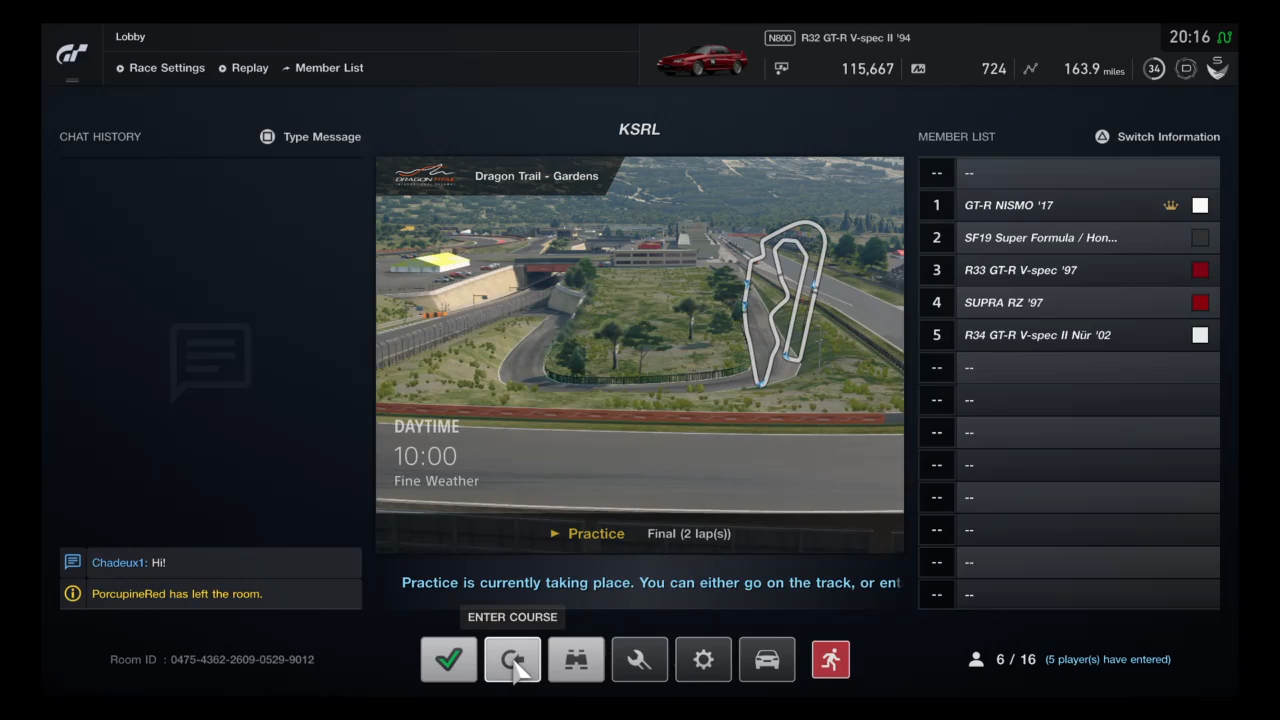 Lobby
N800 R32 GT-R V-spec II '94
20:16
Race Settings Replay Member List
115,667 724 163.9 miles 34 D S
CHAT HISTORY Type Message
KSRL
MEMBER LIST Switch Information
Dragon Trail - Gardens
-- --
1 GT-R NISMO '17
2 SF19 Super Formula / Hon...
3 R33 GT-R V-spec '97
4 SUPRA RZ '97
5 R34 GT-R V-spec II Nür '02
-- --
-- --
-- --
-- --
-- --
-- --
-- --
-- --
DAYTIME
10:00
Fine Weather
Practice Final (2 lap(s))
Chadeux1: Hi!
PorcupineRed has left the room.
Practice is currently taking place. You can either go on the track, or ent
ENTER COURSE
Room ID : 0475-4362-2609-0529-9012
6 / 16 (5 player(s) have entered)